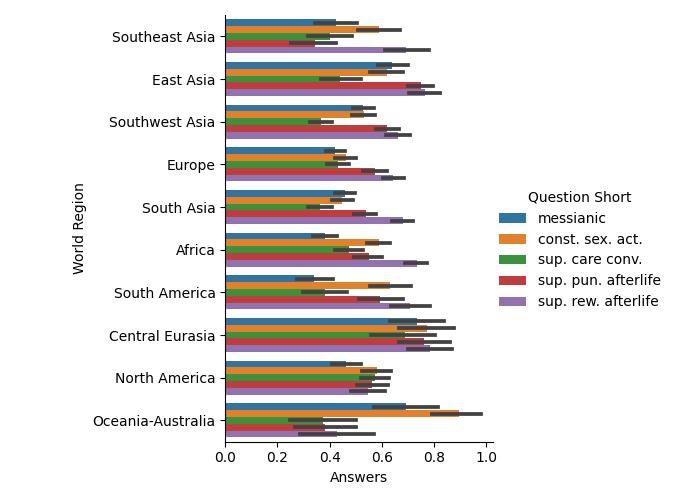 Southeast Asia
East Asia
Southwest Asia
Europe
South Asia
Africa
South America
Central Eurasia
North America
Oceania-Australia
World Region
0.0 0.2 0.4 0.6 0.8 1.0
Answers
Question Short
messianic
const. sex. act.
sup. care conv.
sup. pun. afterlife
sup. rew. afterlife